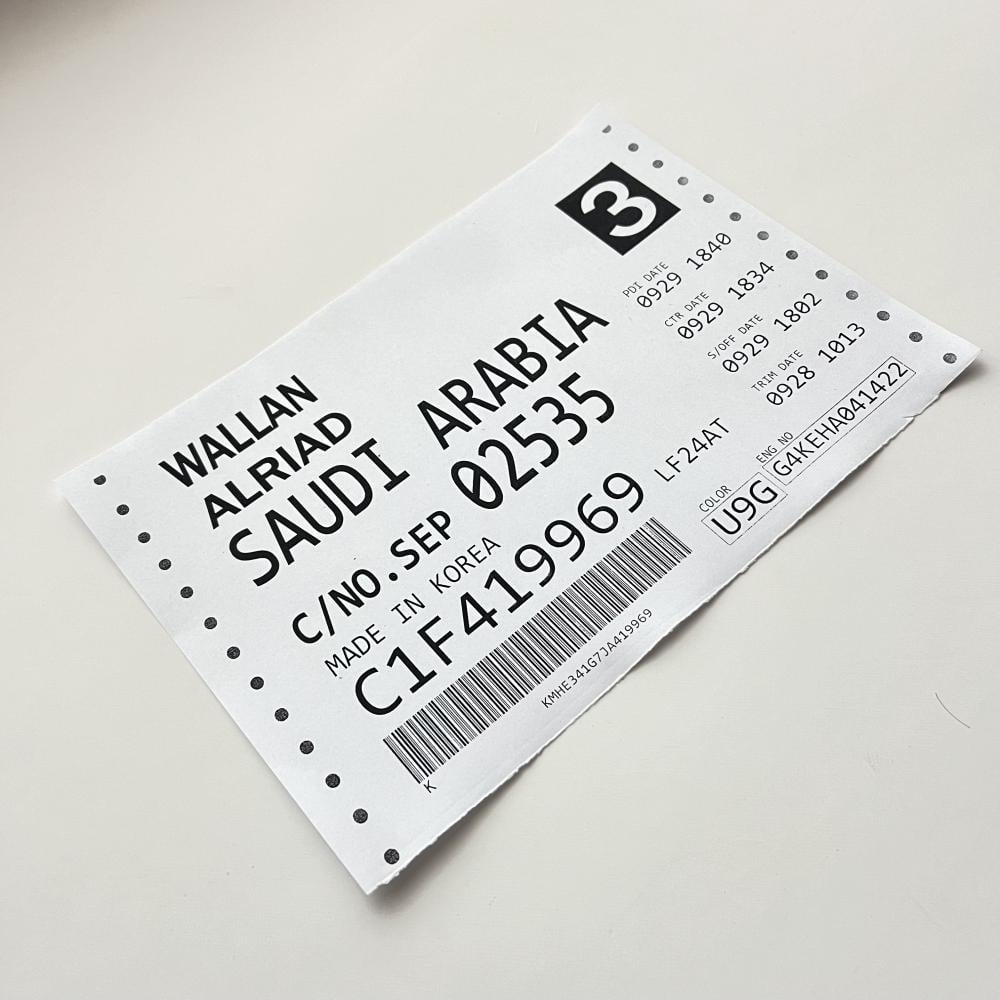 3
WALLAN
ALRIAD
SAUDI ARABIA
C/NO.SEP 02535
MADE IN KOREA
C1F419969 LF24AT
K
KMHE341G7JA419969
PDI DATE
0929 1840
CTR DATE
0929 1834
S/OFF DATE
0929 1802
TRIM DATE
0928 1013
COLOR
U9G
ENG NO
G4KEHA041422